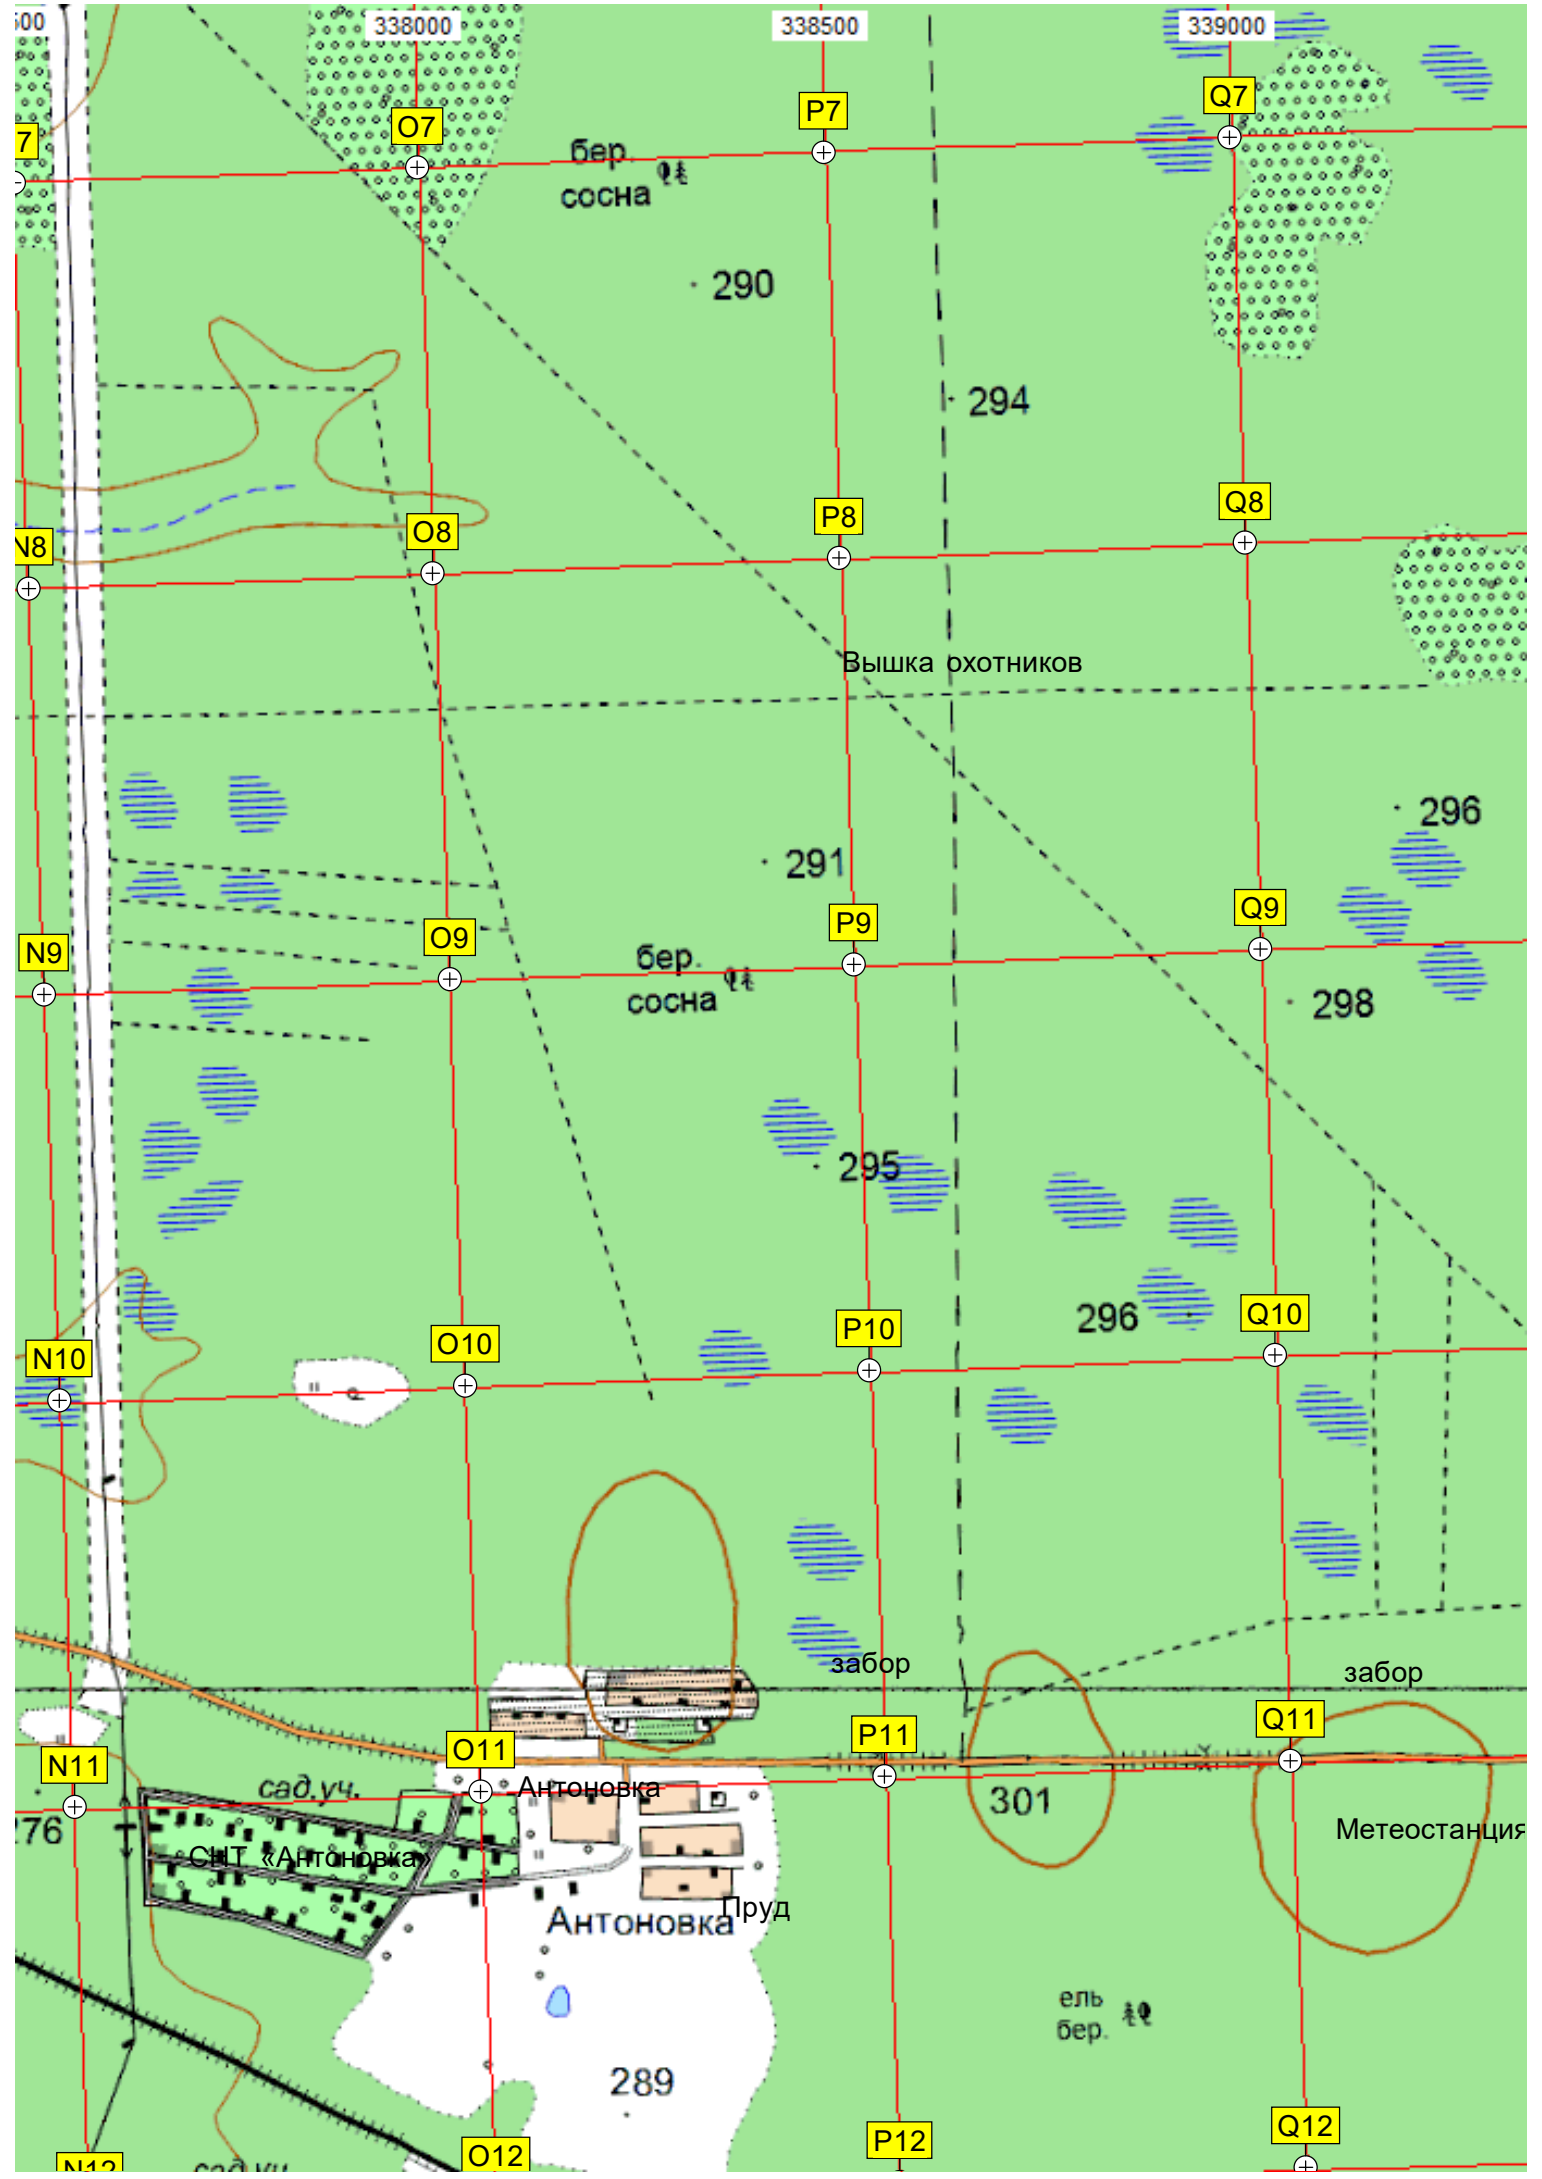 338000
338500
339000
O7
P7
Q7
бер.
сосна
290
294
N8
O8
P8
Q8
Вышка охотников
296
291
N9
O9
P9
Q9
бер.
сосна
298
295
296
N10
O10
P10
Q10
забор
забор
N11
O11
P11
Q11
сад.уч.
Антоновка
301
Метеостанция
СНТ «Антоновка»
Пруд
Антоновка
ель
бер.
289
N12
O12
P12
Q12